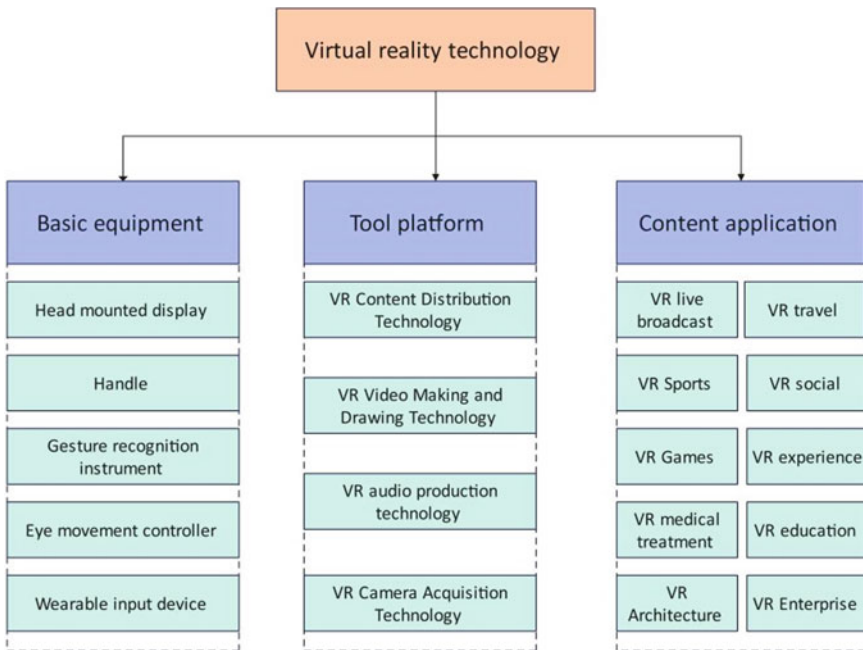 Virtual reality technology
Basic equipment
Head mounted display
Handle
Gesture recognition
instrument
Eye movement controller
Wearable input device
Tool platform
VR Content Distribution
Technology
VR Video Making and
Drawing Technology
VR audio production
technology
VR Camera Acquisition
Technology
Content application
VR live
broadcast
VR travel
VR Sports
VR social
VR Games
VR experience
VR medical
treatment
VR education
VR
Architecture
VR Enterprise